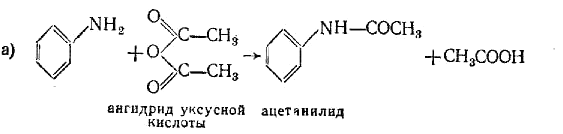 а)
NH₂
+
O
C—CH₃
O
C—CH₃
O
→
NH—COCH₃
+CH₃COOH
ангидрид уксусной ацетанилид
кислоты